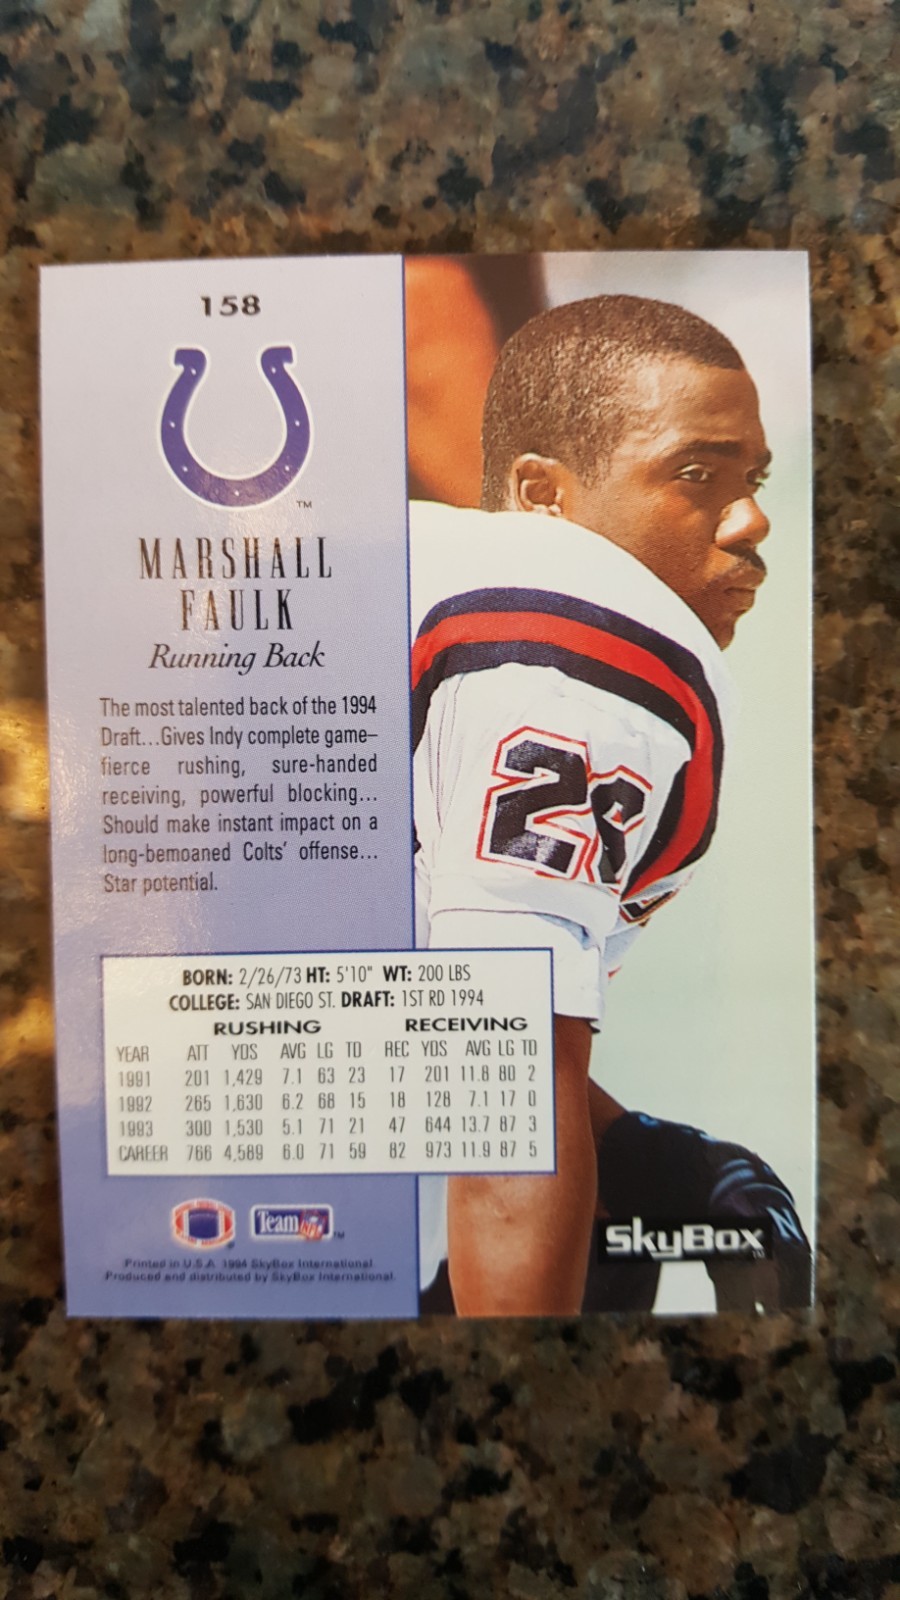 158
TM
MARSHALL
FAULK
Running Back
The most talented back of the 1994
Draft...Gives Indy complete game–
fierce rushing, sure-handed
receiving, powerful blocking...
Should make instant impact on a
long-bemoaned Colts' offense...
Star potential.
28
BORN: 2/26/73 HT: 5'10" WT: 200 LBS
COLLEGE: SAN DIEGO ST. DRAFT: 1ST RD 1994
RUSHING RECEIVING
YEAR ATT YDS AVG LG TD REC YDS AVG LG TD
1991 201 1,429 7.1 63 23 17 201 11.8 80 2
1992 265 1,630 6.2 68 15 18 128 7.1 17 0
1993 300 1,530 5.1 71 21 47 644 13.7 87 3
CAREER 766 4,589 6.0 71 59 82 973 11.9 87 5
Team NFL TM
SkyBox TM
N
Printed in U.S.A. 1994 SkyBox International
Produced and distributed by SkyBox International.